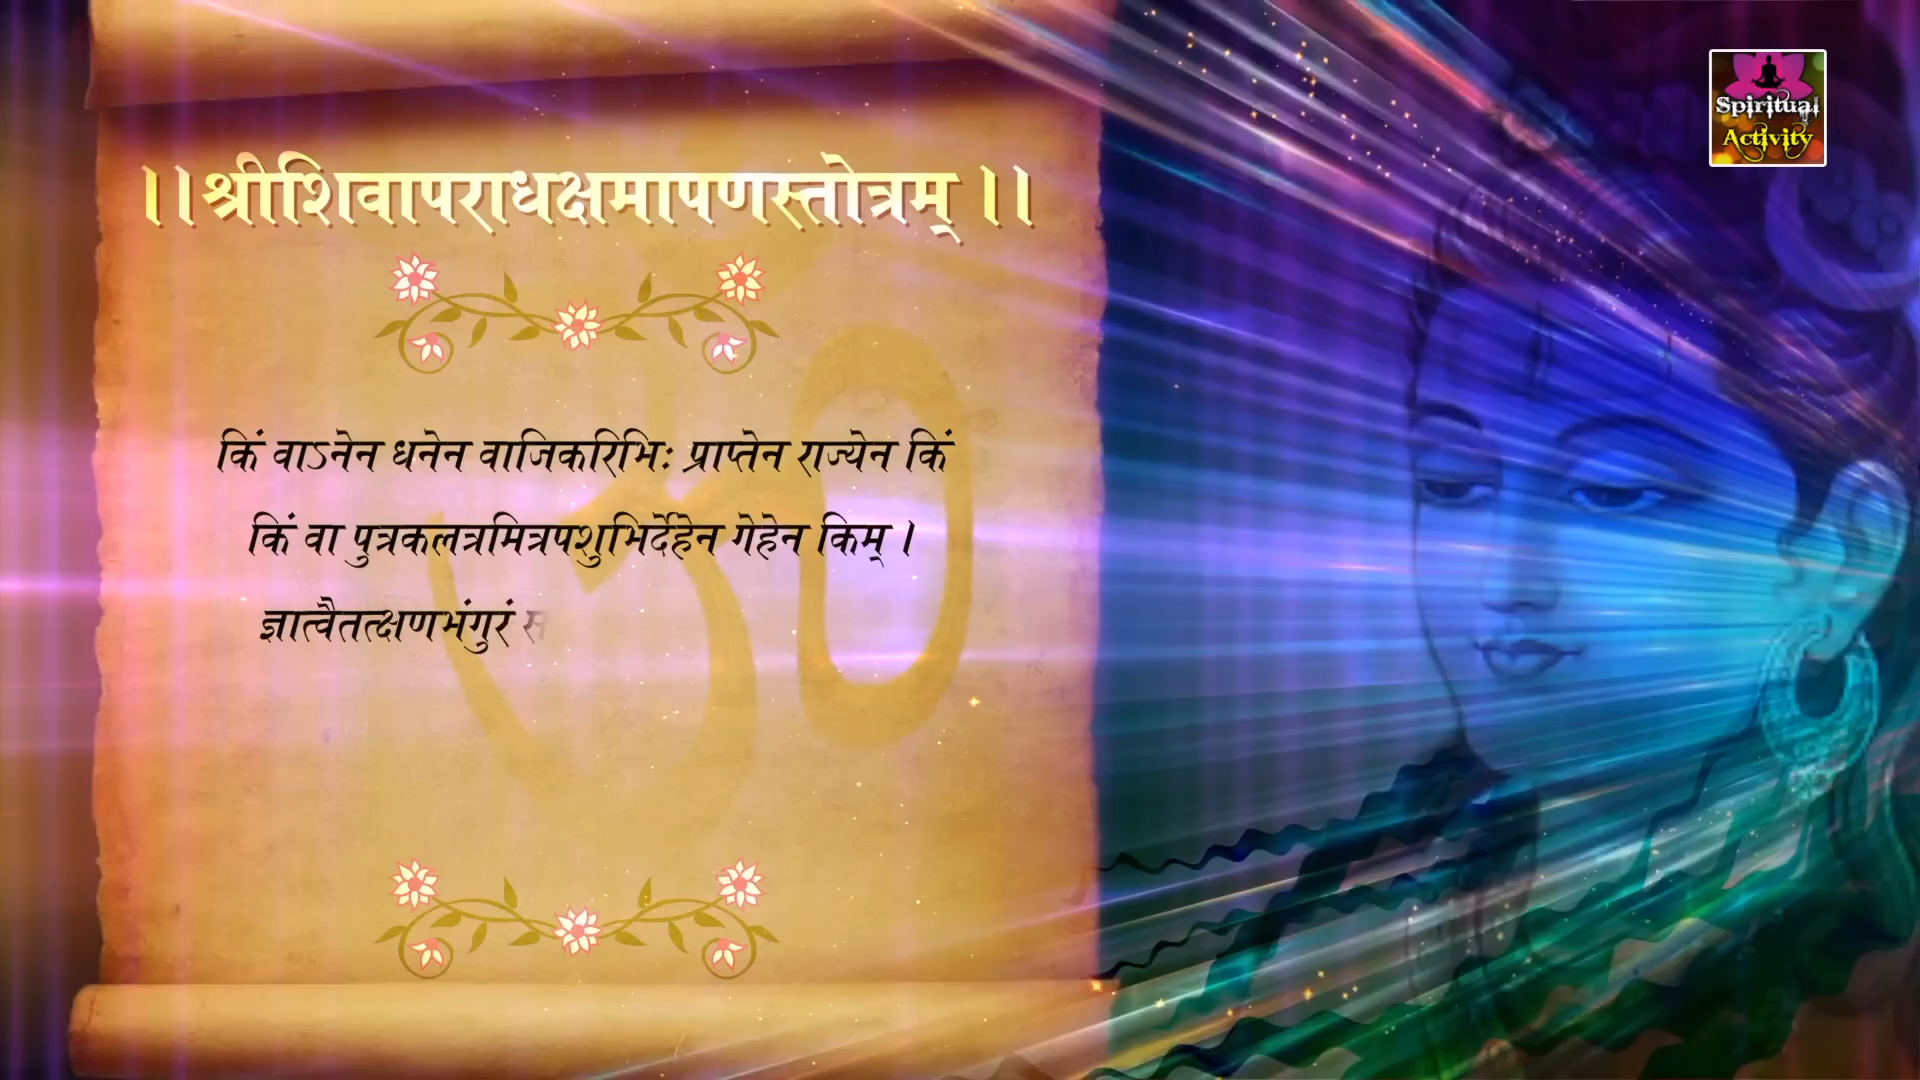 ।।श्रीशिवापराधक्षमापणस्तोत्रम् ।।
Spiritual
Activity
किं वाऽनेन धनेन वाजिकरिभिः प्राप्तेन राज्येन किं
किं वा पुत्रकलत्रमित्रपशुभिर्देहेन गेहेन किम् ।
ज्ञात्वैतत्क्षणभंगुरं